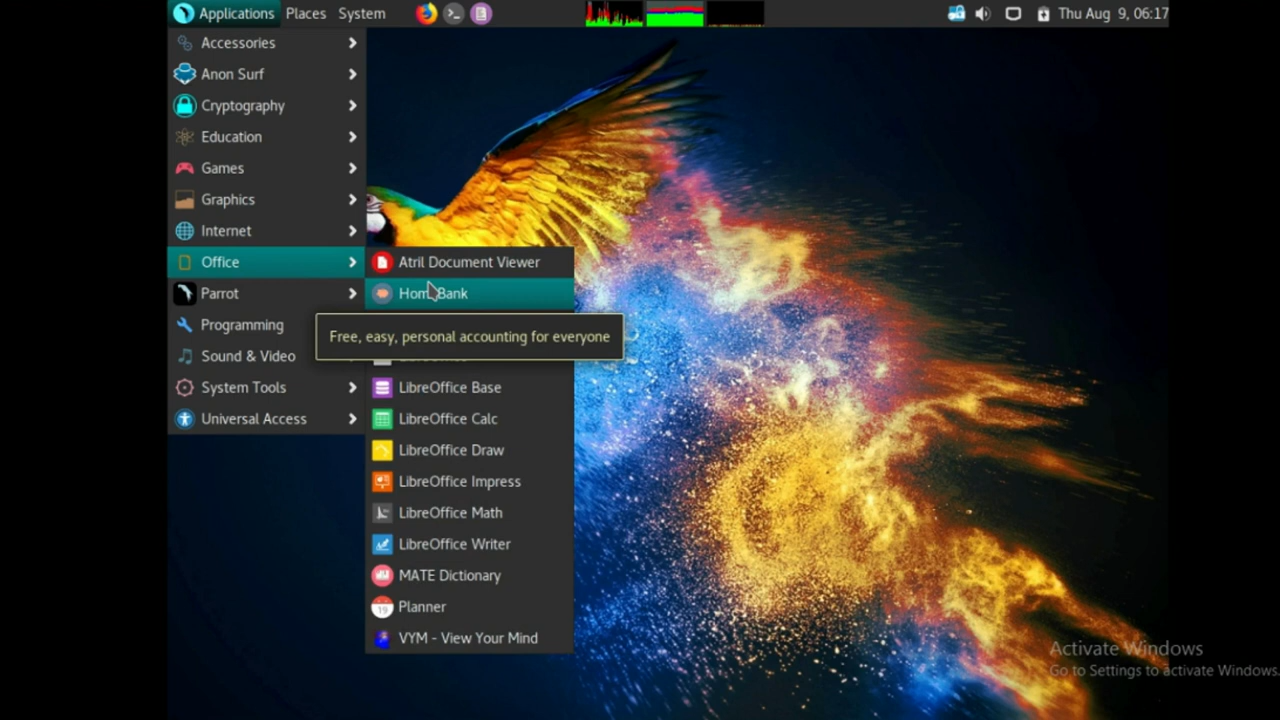 Applications Places System
Thu Aug 9, 06:17
Accessories
Anon Surf
Cryptography
Education
Games
Graphics
Internet
Office
Parrot
Programming
Sound & Video
System Tools
Universal Access
Atril Document Viewer
HomeBank
Free, easy, personal accounting for everyone
LibreOffice Base
LibreOffice Calc
LibreOffice Draw
LibreOffice Impress
LibreOffice Math
LibreOffice Writer
MATE Dictionary
19
Planner
VYM - View Your Mind
Activate Windows
Go to Settings to activate Windows.